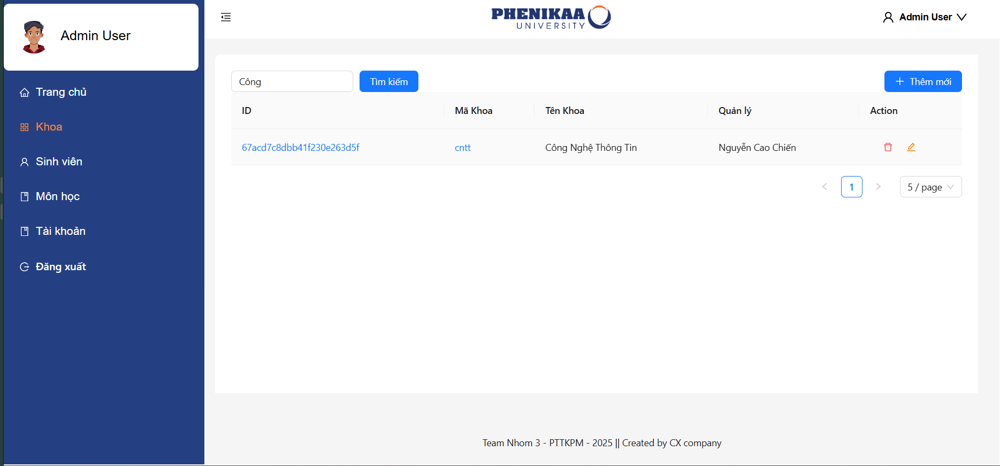 Admin User
Trang chủ
Khoa
Sinh viên
Môn học
Tài khoản
Đăng xuất
PHENIKAA
UNIVERSITY
Admin User
Công
Tìm kiếm
Thêm mới
ID Mã Khoa Tên Khoa Quản lý Action
67acd7c8dbb41f230e263d5f cntt Công Nghệ Thông Tin Nguyễn Cao Chiến
< 1 > 5 / page
Team Nhom 3 - PTTKPM - 2025 || Created by CX company